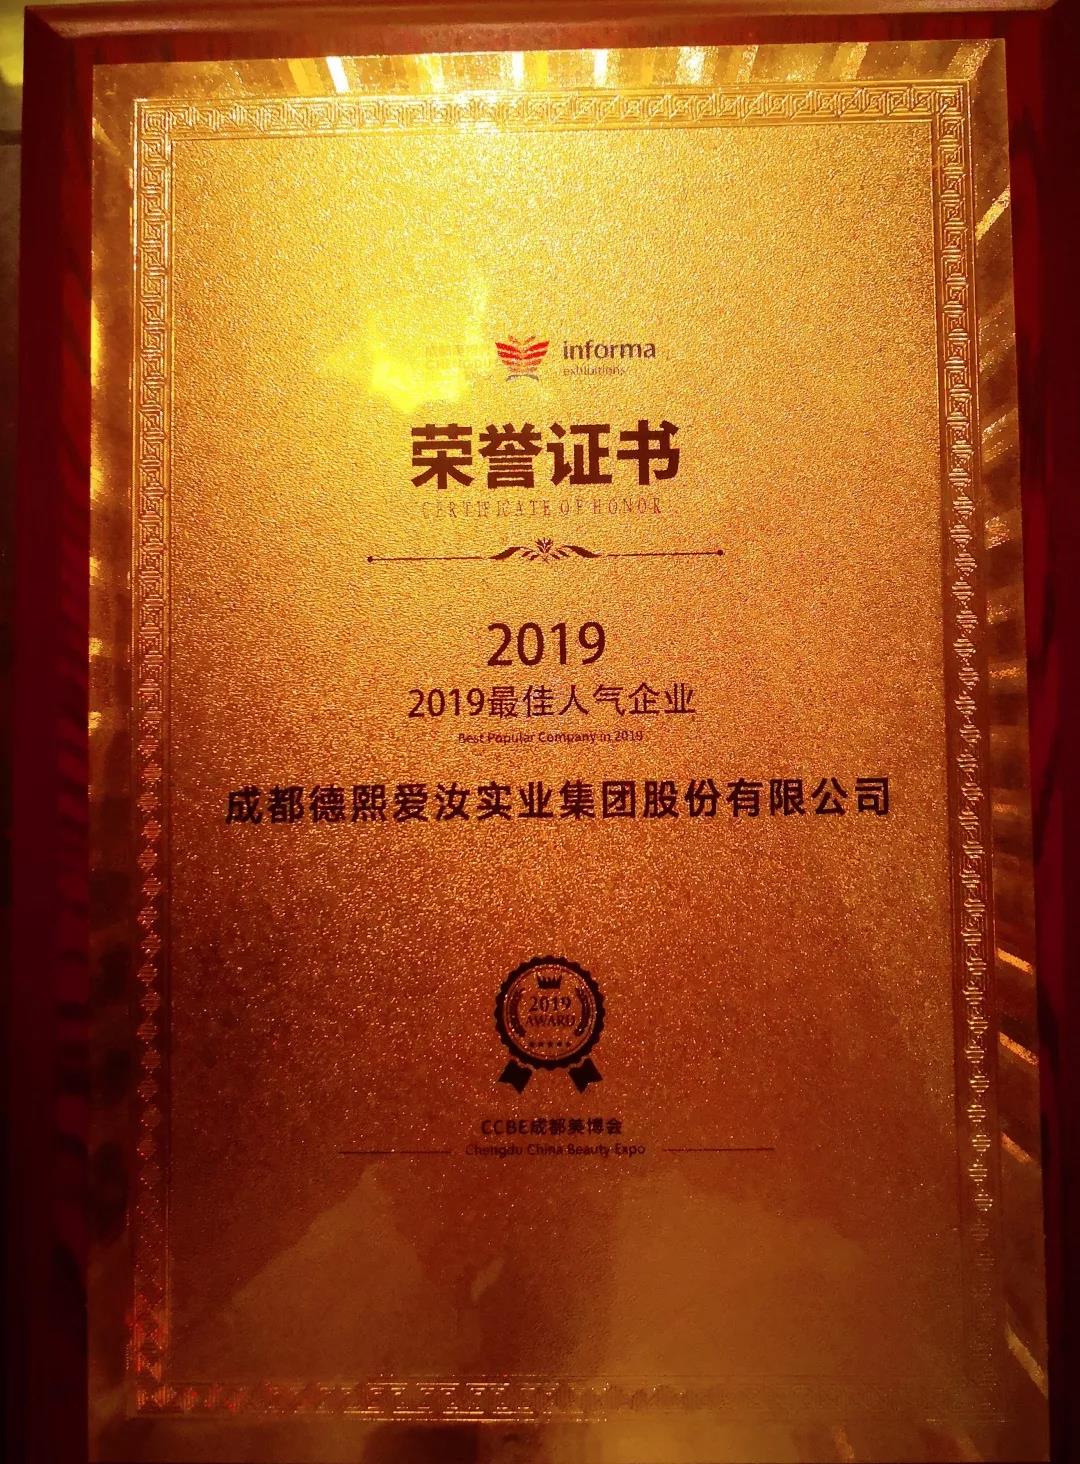 informa
exhibitions
荣誉证书
CERTIFICATE OF HONOR
2019
2019最佳人气企业
Best Popular Company in 2019
成都德熙爱汝实业集团股份有限公司
2019
AWARD
CCBE成都美博会
Chengdu China Beauty Expo